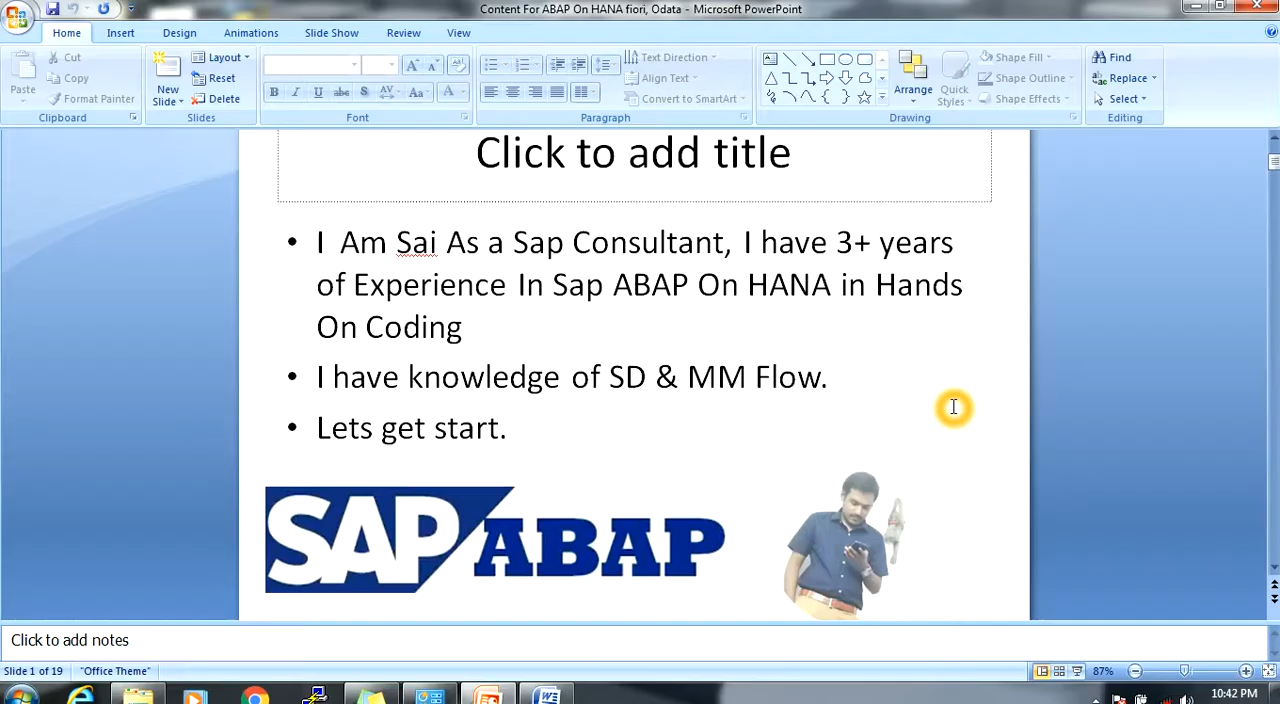 Content For ABAP On HANA fiori, Odata - Microsoft PowerPoint
Home Insert Design Animations Slide Show Review View
Paste
Cut
Copy
Format Painter
Clipboard
New Slide
Layout
Reset
Delete
Slides
B I U abc S AV Aa A
Font
Text Direction
Align Text
Convert to SmartArt
Paragraph
Arrange
Quick Styles
Shape Fill
Shape Outline
Shape Effects
Drawing
Find
Replace
Select
Editing
Click to add title
• I Am Sai As a Sap Consultant, I have 3+ years
of Experience In Sap ABAP On HANA in Hands
On Coding
• I have knowledge of SD & MM Flow.
• Lets get start.
SAP ABAP
Click to add notes
Slide 1 of 19 "Office Theme" 87%
10:42 PM